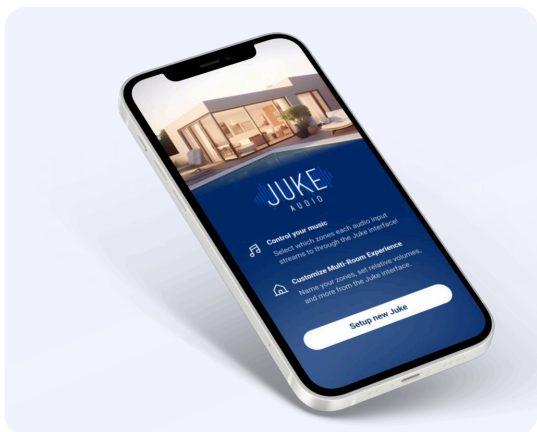 JUKE
AUDIO
Control your music
Select which zones each audio input
streams to through the Juke interface!
Customize Multi-Room Experience
Name your zones, set relative volumes,
and more from the Juke interface.
Setup new Juke